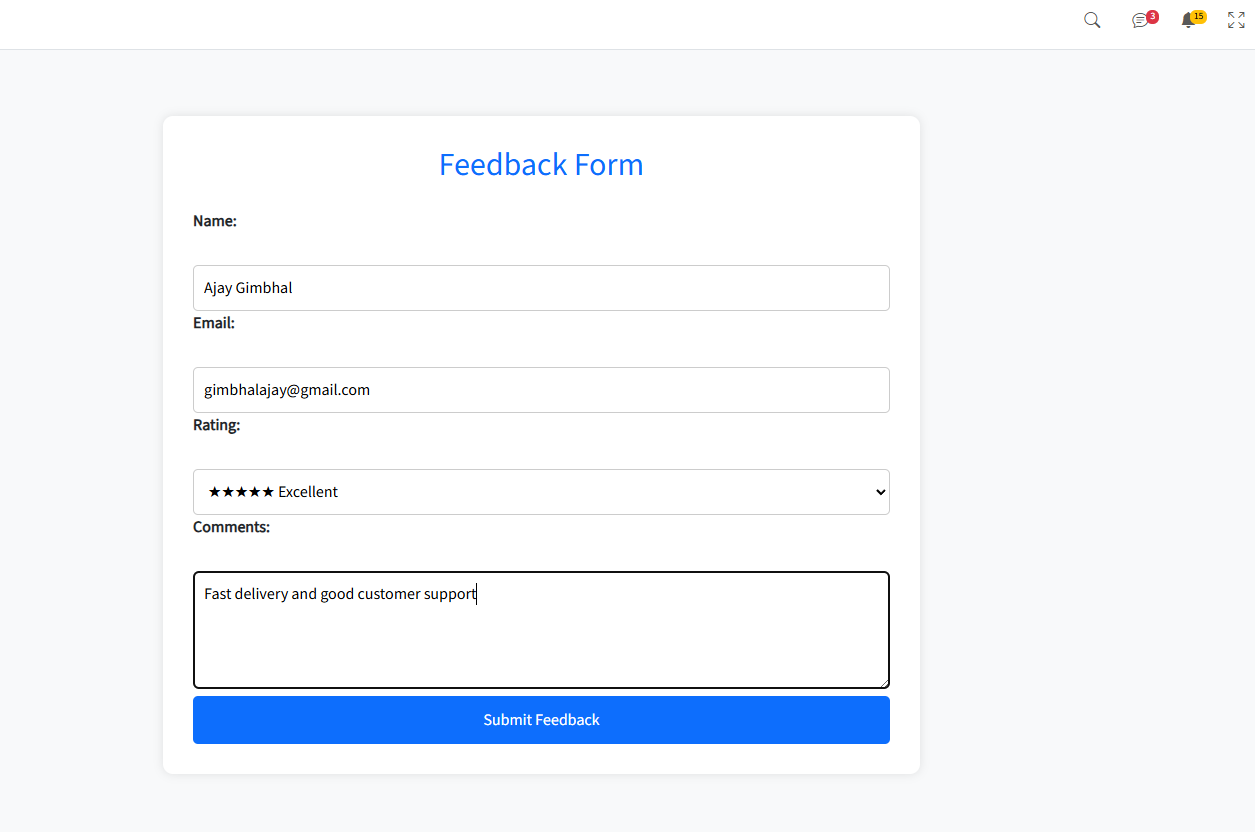 3
15
Feedback Form
Name:
Ajay Gimbhal
Email:
gimbhalajay@gmail.com
Rating:
★★★★★ Excellent
Comments:
Fast delivery and good customer support
Submit Feedback